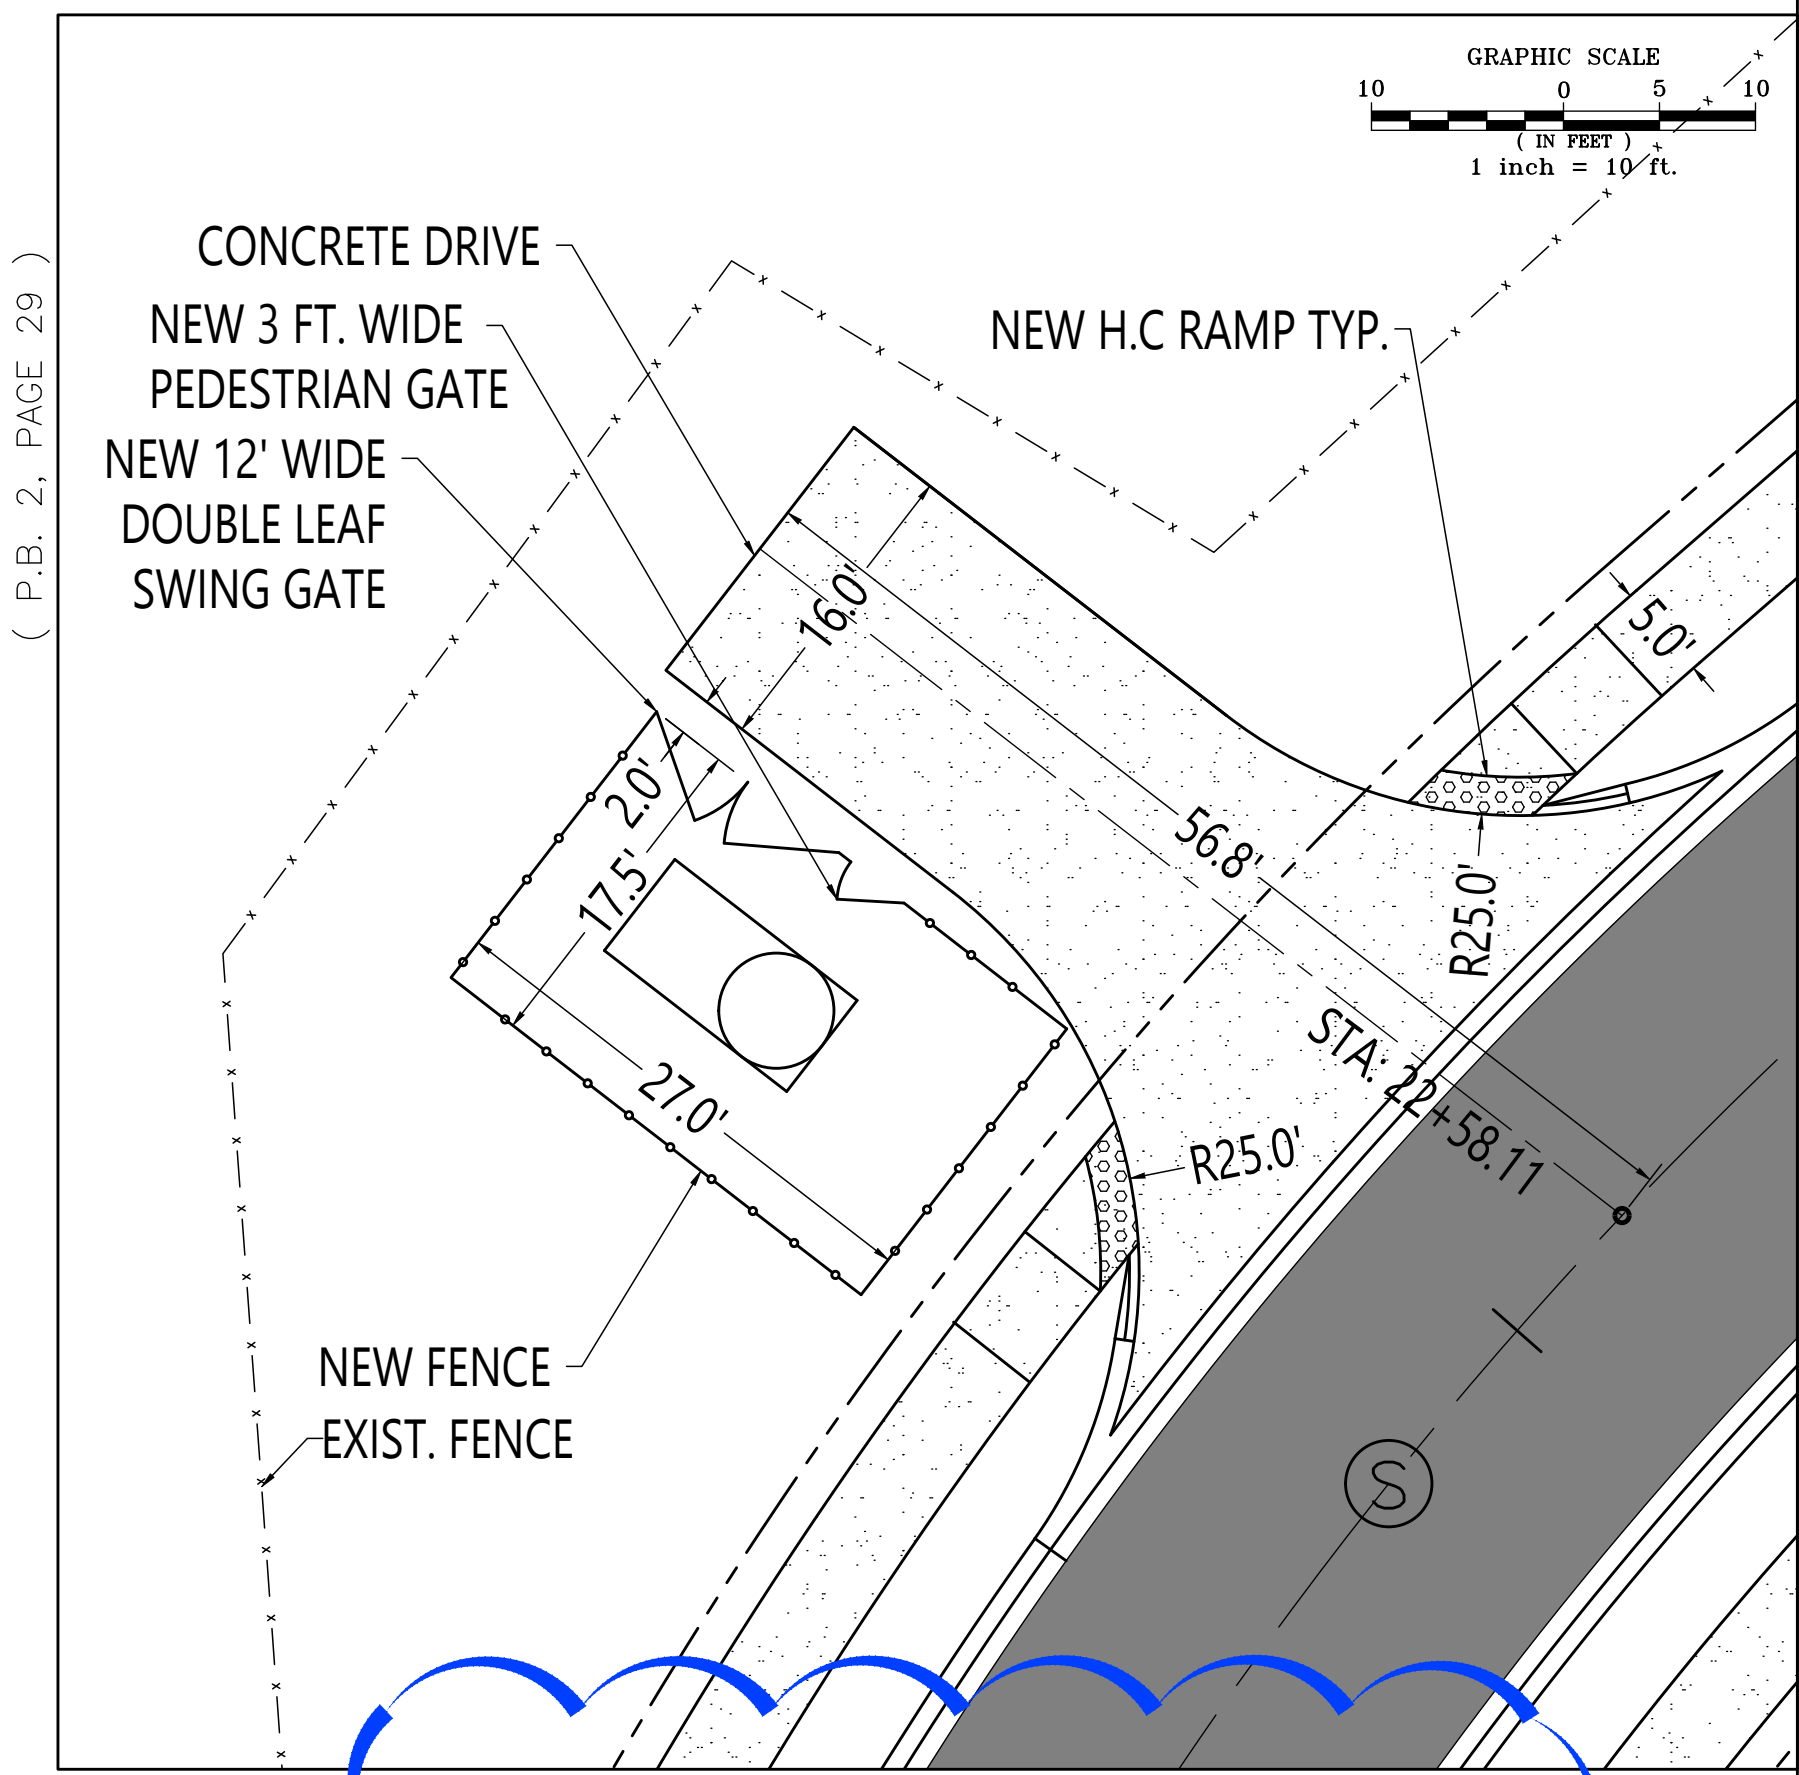 GRAPHIC SCALE
10 0 5 10
( IN FEET )
1 inch = 10 ft.
( P.B. 2, PAGE 29 )
CONCRETE DRIVE
NEW 3 FT. WIDE
PEDESTRIAN GATE
NEW 12' WIDE
DOUBLE LEAF
SWING GATE
NEW H.C RAMP TYP.
16.0'
5.0'
2.0'
17.5'
56.8'
R25.0'
27.0'
STA: 22+58.11
R25.0'
NEW FENCE
EXIST. FENCE
S